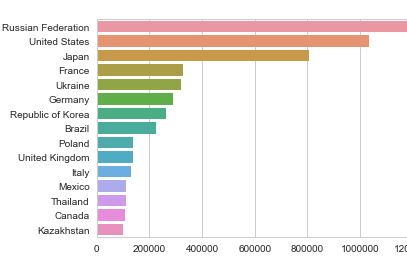 Russian Federation
United States
Japan
France
Ukraine
Germany
Republic of Korea
Brazil
Poland
United Kingdom
Italy
Mexico
Thailand
Canada
Kazakhstan
0 200000 400000 600000 800000 1000000